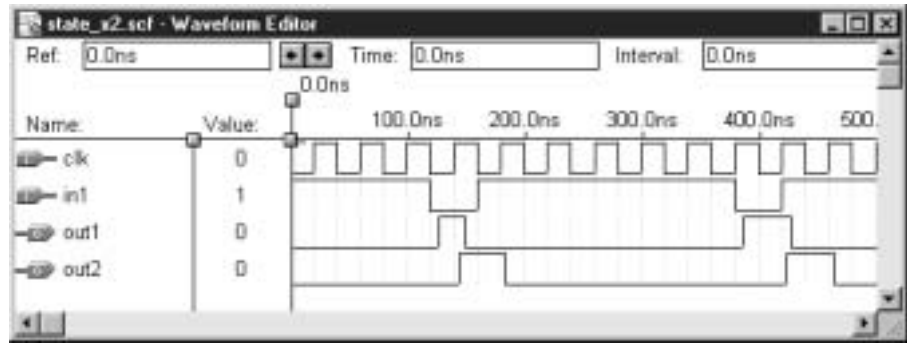 state_x2.scf - Waveform Editor
Ref: 0.0ns Time: 0.0ns Interval: 0.0ns
0.0ns
Name: Value: 100.0ns 200.0ns 300.0ns 400.0ns 500.
clk 0
in1 1
out1 0
out2 0